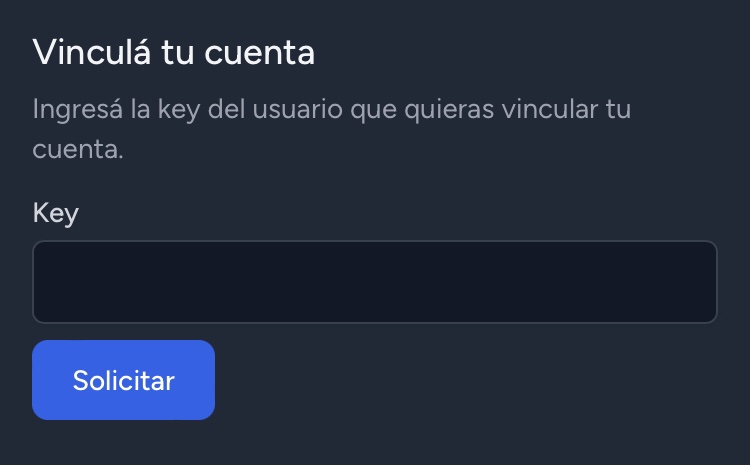 Vinculá tu cuenta
Ingresá la key del usuario que quieras vincular tu
cuenta.
Key
Solicitar